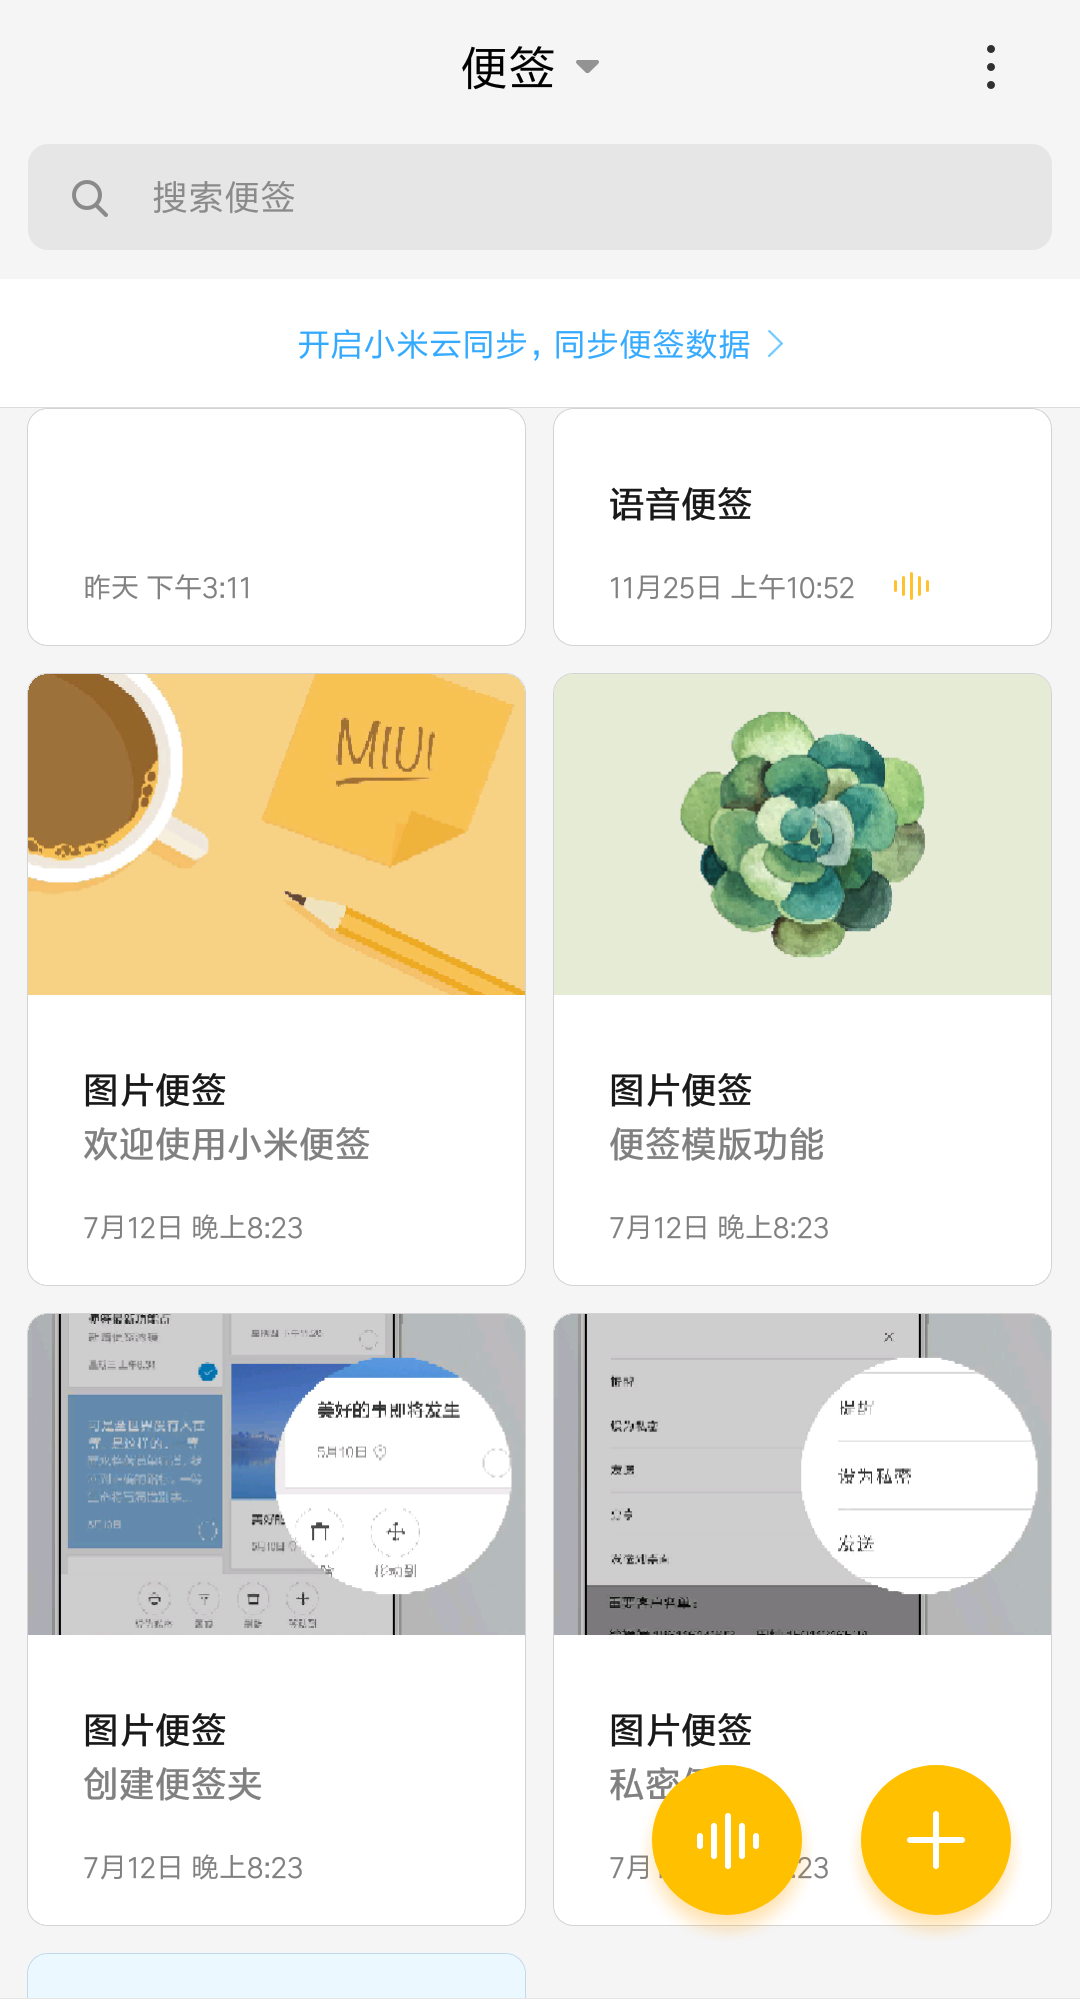 便签
搜索便签
开启小米云同步，同步便签数据
昨天 下午3:11
语音便签
11月25日 上午10:52
MIUI
图片便签
欢迎使用小米便签
7月12日 晚上8:23
图片便签
便签模版功能
7月12日 晚上8:23
美好的事即将发生
5月10日
移动到
设为私密
发送
图片便签
创建便签夹
7月12日 晚上8:23
图片便签
私密
7月
23